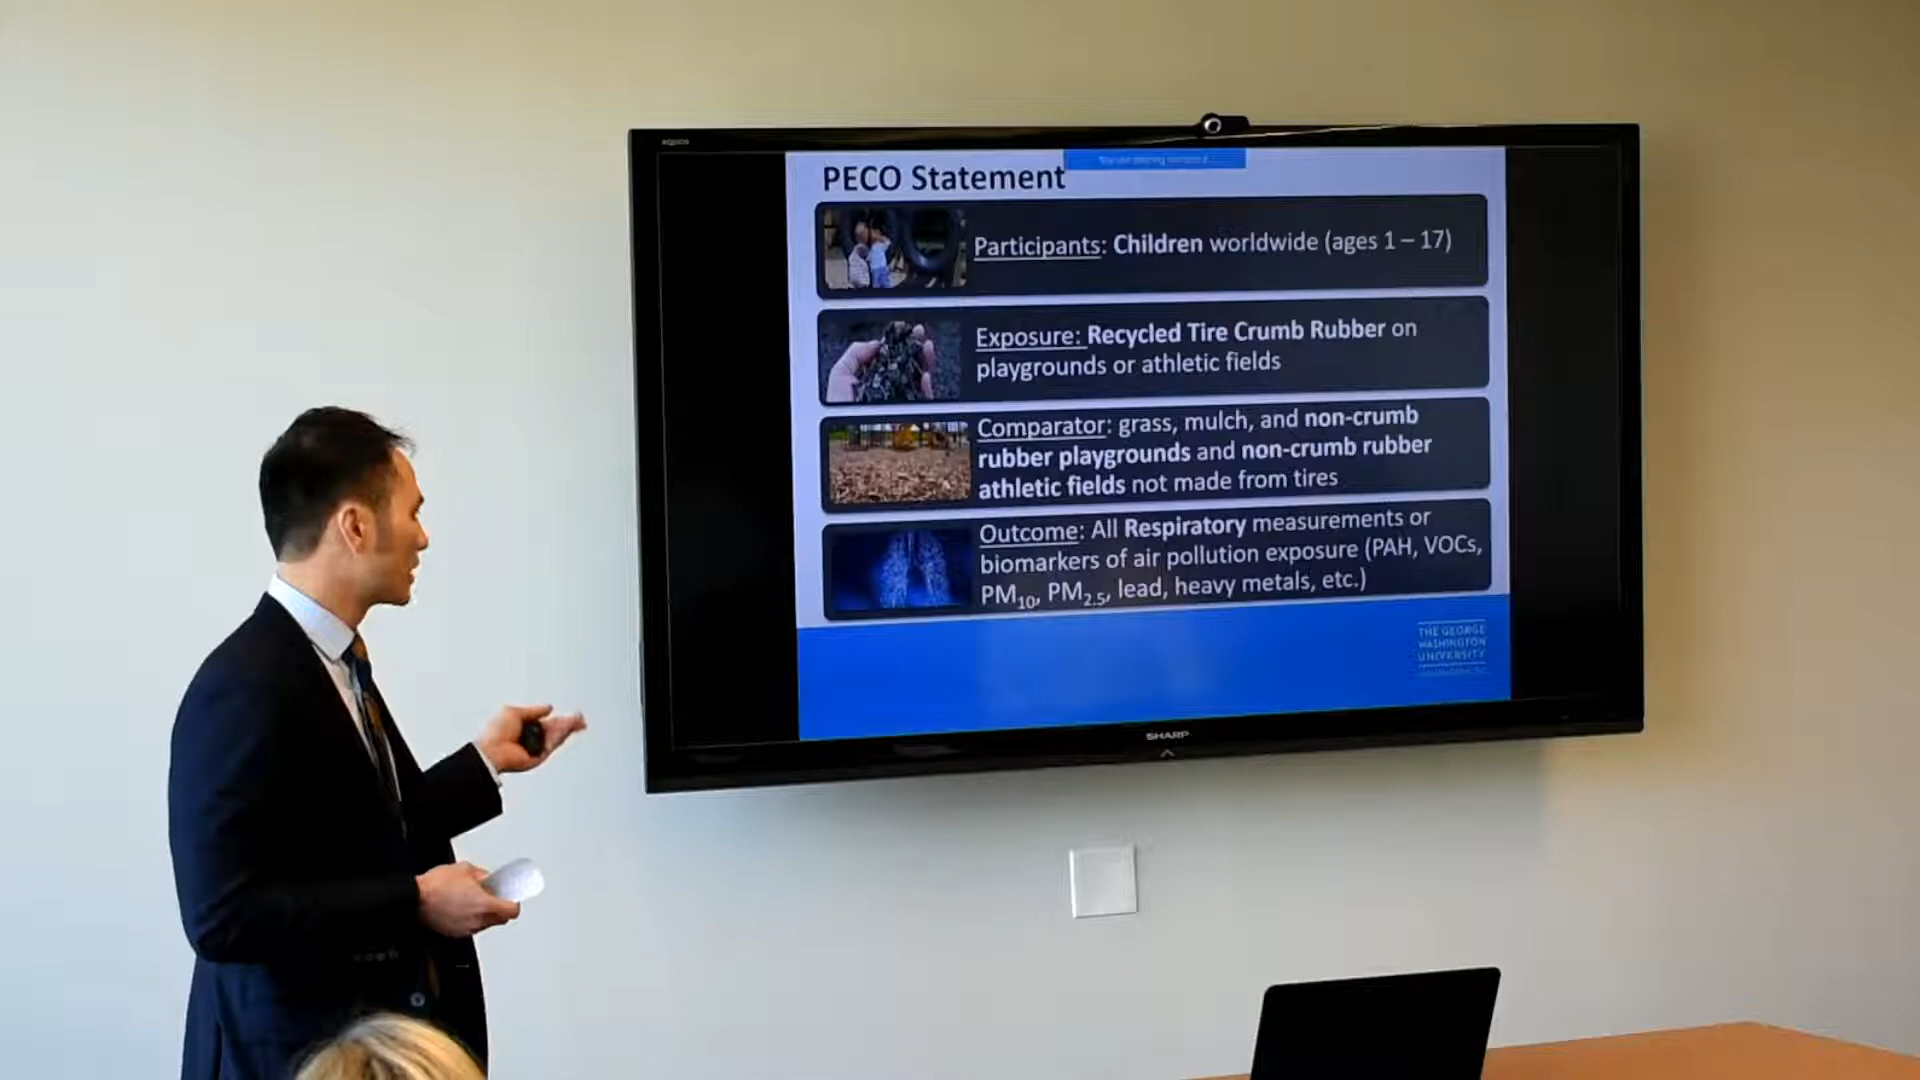 AQUOS
PECO Statement
Participants: Children worldwide (ages 1 – 17)
Exposure: Recycled Tire Crumb Rubber on
playgrounds or athletic fields
Comparator: grass, mulch, and non-crumb
rubber playgrounds and non-crumb rubber
athletic fields not made from tires
Outcome: All Respiratory measurements or
biomarkers of air pollution exposure (PAH, VOCs,
PM10, PM2.5, lead, heavy metals, etc.)
THE GEORGE
WASHINGTON
UNIVERSITY
SHARP